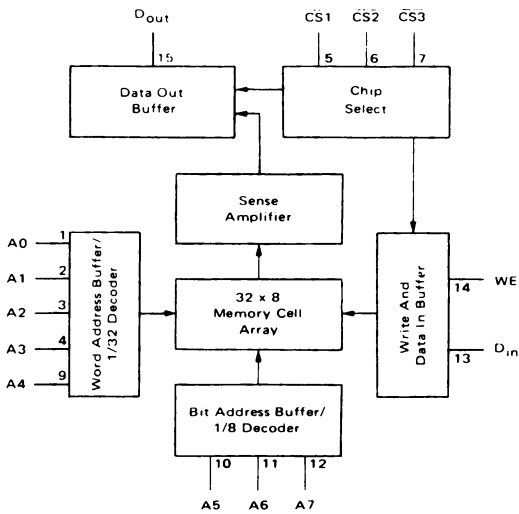 Dout
CS1 CS2 CS3
15
5 6 7
Data Out
Buffer
Chip
Select
Sense
Amplifier
A0 1
A1 2
A2 3
A3 4
A4 9
Word Address Buffer/
1/32 Decoder
32 x 8
Memory Cell
Array
Write And
Data In Buffer
14 WE
13 Din
Bit Address Buffer/
1/8 Decoder
10 11 12
A5 A6 A7